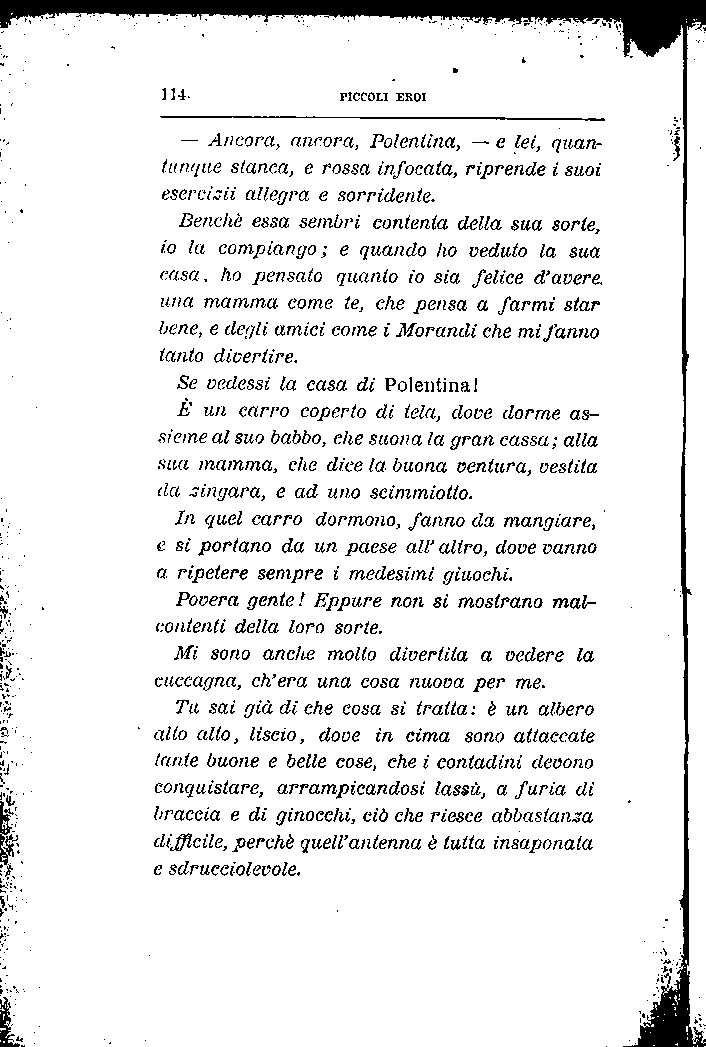 114.
PICCOLI EROI
— Ancora, ancora, Polentina, — e lei, quan-
tunque stanca, e rossa infocata, riprende i suoi
esercizii allegra e sorridente.
Benchè essa sembri contenta della sua sorte,
io la compiango; e quando ho veduto la sua
casa, ho pensato quanto io sia felice d'avere
una mamma come te, che pensa a farmi star
bene, e degli amici come i Morandi che mi fanno
tanto divertire.
Se vedessi la casa di Polentina!
È un carro coperto di tela, dove dorme as-
sieme al suo babbo, che suona la gran cassa; alla
sua mamma, che dice la buona ventura, vestita
da zingara, e ad uno scimmiotto.
In quel carro dormono, fanno da mangiare,
e si portano da un paese all'altro, dove vanno
a ripetere sempre i medesimi giuochi.
Povera gente! Eppure non si mostrano mal-
contenti della loro sorte.
Mi sono anche molto divertita a vedere la
cuccagna, ch'era una cosa nuova per me.
Tu sai già di che cosa si tratta: è un albero
alto alto, liscio, dove in cima sono attaccate
tante buone e belle cose, che i contadini devono
conquistare, arrampicandosi lassù, a furia di
braccia e di ginocchi, ciò che riesce abbastanza
difficile, perchè quell'antenna è tutta insaponata
e sdrucciolevole.